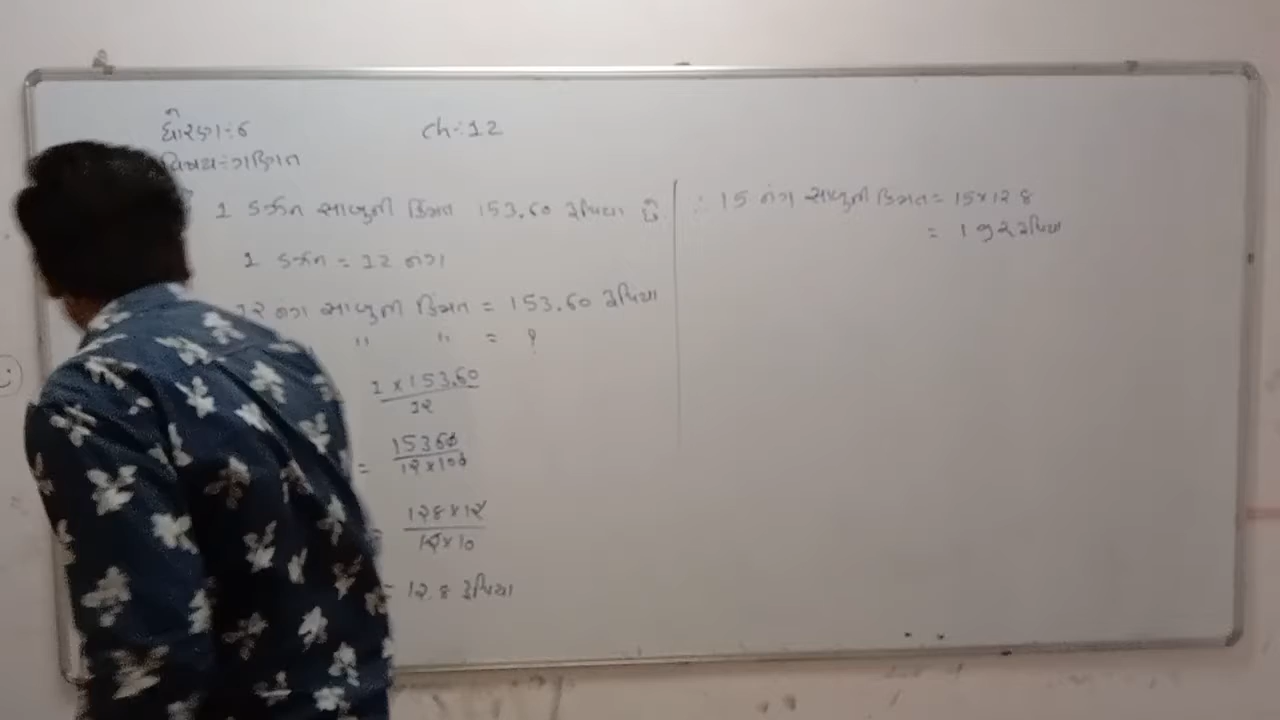 ધોરણ:-૬
Ch:-12
વિષય:-ગણિત
1 ડઝન સાબુની કિંમત 153.60 રૂપિયા છે
1 ડઝન = 12 નંગ
12 નંગ સાબુની કિંમત = 153.60 રૂપિયા
" " = ?
1 × 153.60
12
= 15360
12 × 100
= 128 × 12
12 × 10
= 12.8 રૂપિયા
∴ 15 નંગ સાબુની કિંમત = 15 × 12.8
= 192 રૂપિયા